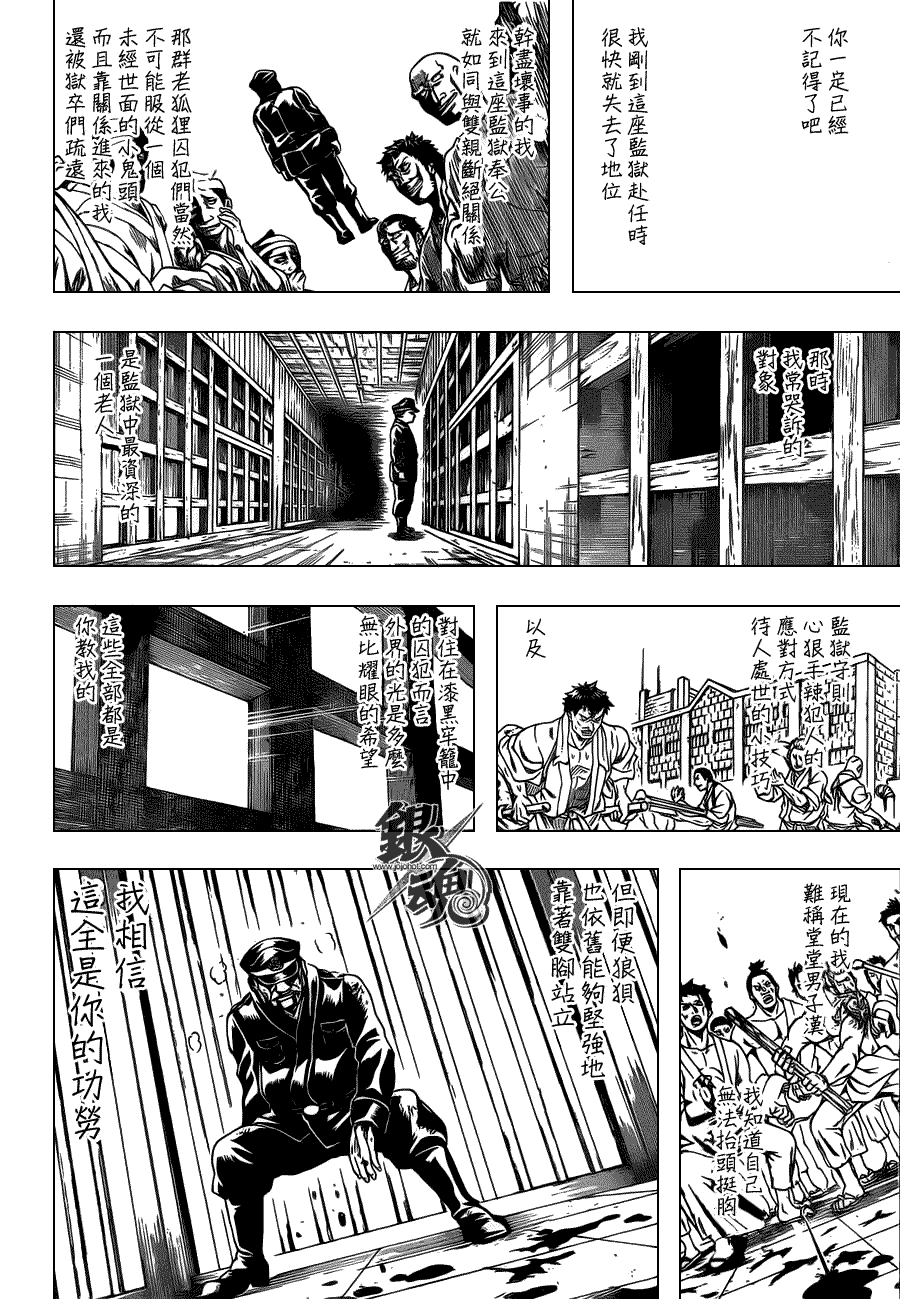 你一定已經
不記得了吧
我剛到這座監獄赴任時
很快就失去了地位
幹盡壞事的我
來到這座監獄奉公
就如同與雙親斷絕關係
那群老狐狸囚犯們當然
不可能服從一個
未經世面的小鬼頭
而且靠關係進來的我
還被獄卒們疏遠
那時
我常哭訴的
對象
是監獄中最資深的
一個老人
監獄守則
心狠手辣犯人的
應對方式
待人處世的小技巧
以及
對住在漆黑牢籠中
的囚犯而言
外界的光是多麼
無比耀眼的希望
這些全部都是
你教我的
銀魂
www.jojohot.com
現在的我
難稱堂堂男子漢
我知道自己
無法抬頭挺胸
但即便狼狽
也依舊能夠堅強地
靠著雙腳站立
我相信
這全是你的功勞